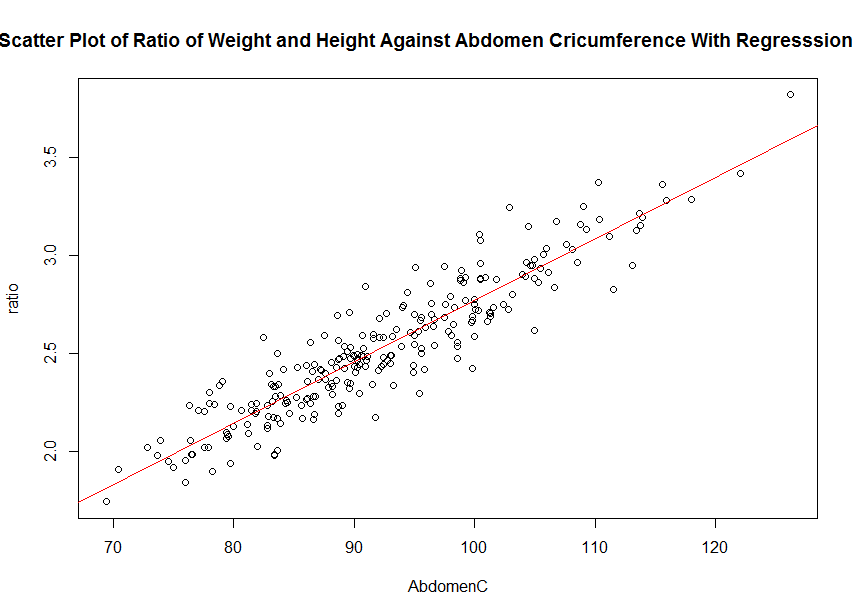 Scatter Plot of Ratio of Weight and Height Against Abdomen Cricumference With Regresssion
3.5
3.0
2.5
2.0
ratio
70 80 90 100 110 120
AbdomenC